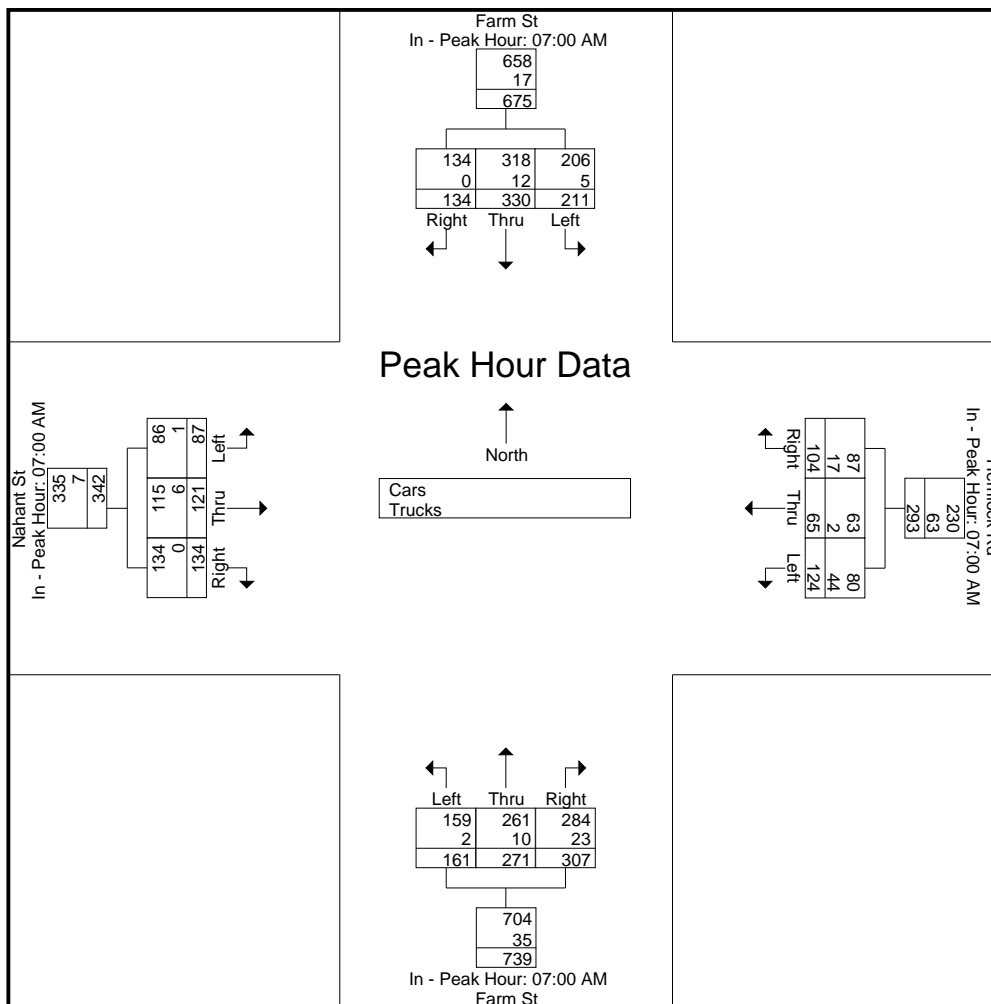 Farm St
In - Peak Hour: 07:00 AM
658
17
675
134 318 206
0 12 5
134 330 211
Right Thru Left
Peak Hour Data
North
Cars
Trucks
Nahant St
In - Peak Hour: 07:00 AM
335
7
342
86 1 87 Left
115 6 121 Thru
134 0 134 Right
Right 104 17 87
Thru 65 2 63
Left 124 44 80
230
63
293
In - Peak Hour: 07:00 AM
Left Thru Right
159 261 284
2 10 23
161 271 307
704
35
739
In - Peak Hour: 07:00 AM
Farm St